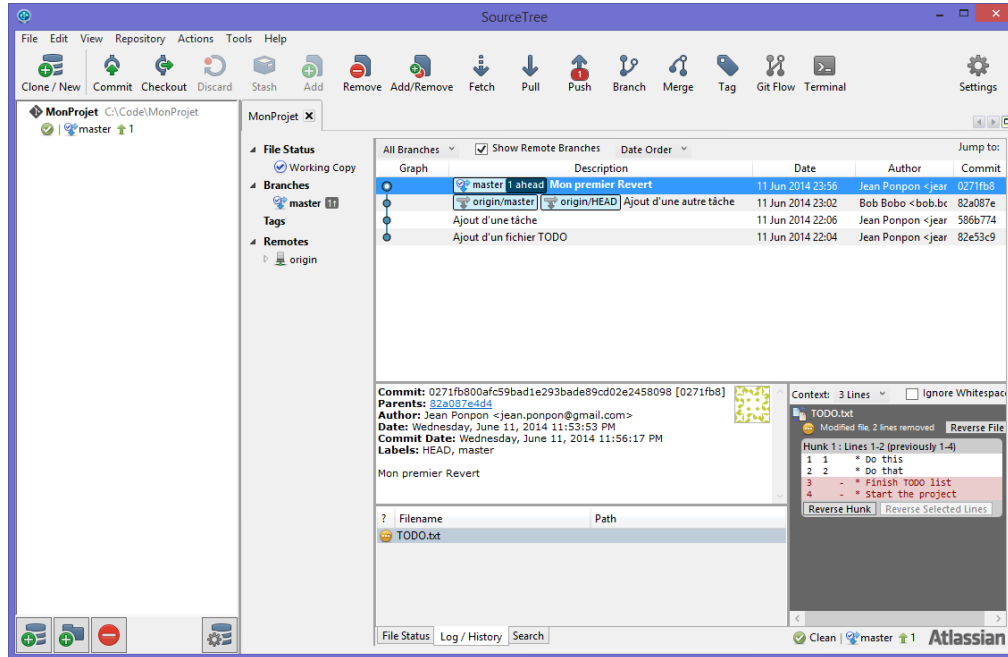 SourceTree
File Edit View Repository Actions Tools Help
Clone / New Commit Checkout Discard Stash Add Remove Add/Remove Fetch Pull 1 Push Branch Merge Tag Git Flow Terminal Settings
MonProjet C:\Code\MonProjet
master 1
MonProjet
File Status
Working Copy
Branches
master 1↑
Tags
Remotes
origin
All Branches Show Remote Branches Date Order Jump to:
Graph Description Date Author Commit
master 1 ahead Mon premier Revert 11 Jun 2014 23:56 Jean Ponpon <jear 0271fb8
origin/master origin/HEAD Ajout d'une autre tâche 11 Jun 2014 23:02 Bob Bobo <bob.bc 82a087e
Ajout d'une tâche 11 Jun 2014 22:06 Jean Ponpon <jear 586b774
Ajout d'un fichier TODO 11 Jun 2014 22:04 Jean Ponpon <jear 82e53c9
Commit: 0271fb800afc59bad1e293bade89cd02e2458098 [0271fb8]
Parents: 82a087e4d4
Author: Jean Ponpon <jean.ponpon@gmail.com>
Date: Wednesday, June 11, 2014 11:53:53 PM
Commit Date: Wednesday, June 11, 2014 11:56:17 PM
Labels: HEAD, master
Mon premier Revert
? Filename Path
TODO.txt
Context: 3 Lines Ignore Whitespac
TODO.txt
Modified file, 2 lines removed Reverse File
Hunk 1 : Lines 1-2 (previously 1-4)
1 1 * Do this
2 2 * Do that
3 - * Finish TODO list
4 - * Start the project
Reverse Hunk Reverse Selected Lines
File Status Log / History Search
Clean | master 1 Atlassian